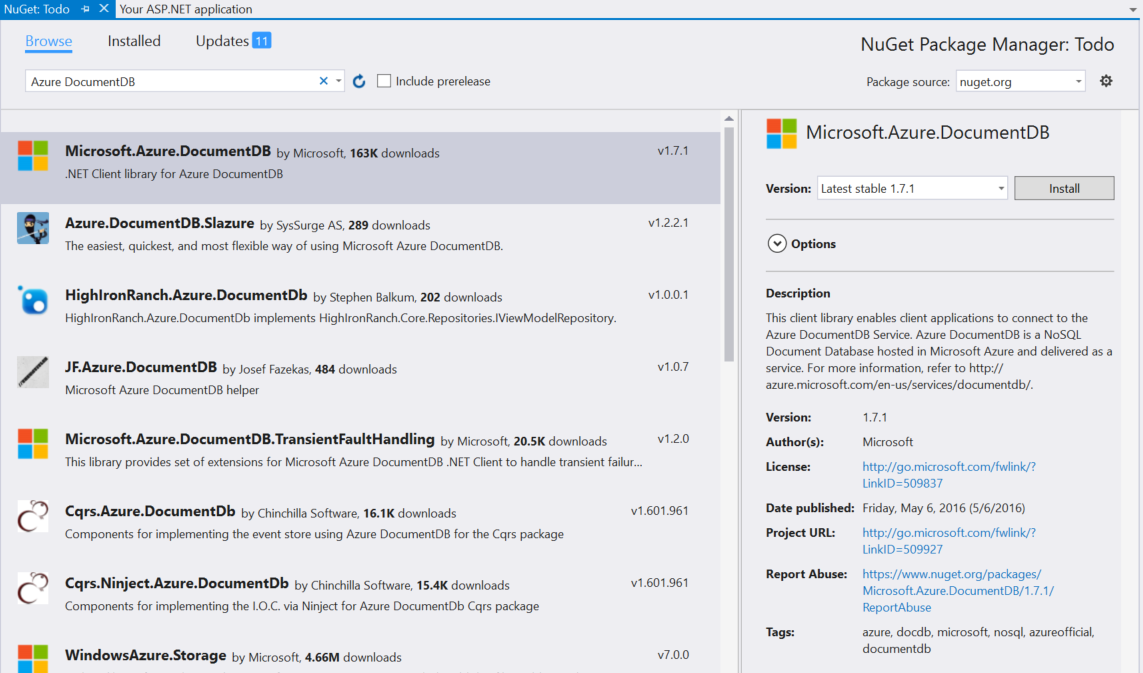 NuGet: Todo
Your ASP.NET application
Browse Installed Updates 11
NuGet Package Manager: Todo
Azure DocumentDB
Include prerelease
Package source: nuget.org
Microsoft.Azure.DocumentDB by Microsoft, 163K downloads v1.7.1
.NET Client library for Azure DocumentDB
Azure.DocumentDB.Slazure by SysSurge AS, 289 downloads v1.2.2.1
The easiest, quickest, and most flexible way of using Microsoft Azure DocumentDB.
HighIronRanch.Azure.DocumentDb by Stephen Balkum, 202 downloads v1.0.0.1
HighIronRanch.Azure.DocumentDb implements HighIronRanch.Core.Repositories.IViewModelRepository.
JF.Azure.DocumentDB by Josef Fazekas, 484 downloads v1.0.7
Microsoft Azure DocumentDB helper
Microsoft.Azure.DocumentDB.TransientFaultHandling by Microsoft, 20.5K downloads v1.2.0
This library provides set of extensions for Microsoft Azure DocumentDB .NET Client to handle transient failur...
Cqrs.Azure.DocumentDb by Chinchilla Software, 16.1K downloads v1.601.961
Components for implementing the event store using Azure DocumentDB for the Cqrs package
Cqrs.Ninject.Azure.DocumentDb by Chinchilla Software, 15.4K downloads v1.601.961
Components for implementing the I.O.C. via Ninject for Azure DocumentDb Cqrs package
WindowsAzure.Storage by Microsoft, 4.66M downloads v7.0.0
Microsoft.Azure.DocumentDB
Version: Latest stable 1.7.1 Install
Options
Description
This client library enables client applications to connect to the
Azure DocumentDB Service. Azure DocumentDB is a NoSQL
Document Database hosted in Microsoft Azure and delivered as a
service. For more information, refer to http://
azure.microsoft.com/en-us/services/documentdb/.
Version: 1.7.1
Author(s): Microsoft
License: http://go.microsoft.com/fwlink/?
LinkID=509837
Date published: Friday, May 6, 2016 (5/6/2016)
Project URL: http://go.microsoft.com/fwlink/?
LinkID=509927
Report Abuse: https://www.nuget.org/packages/
Microsoft.Azure.DocumentDB/1.7.1/
ReportAbuse
Tags: azure, docdb, microsoft, nosql, azureofficial,
documentdb